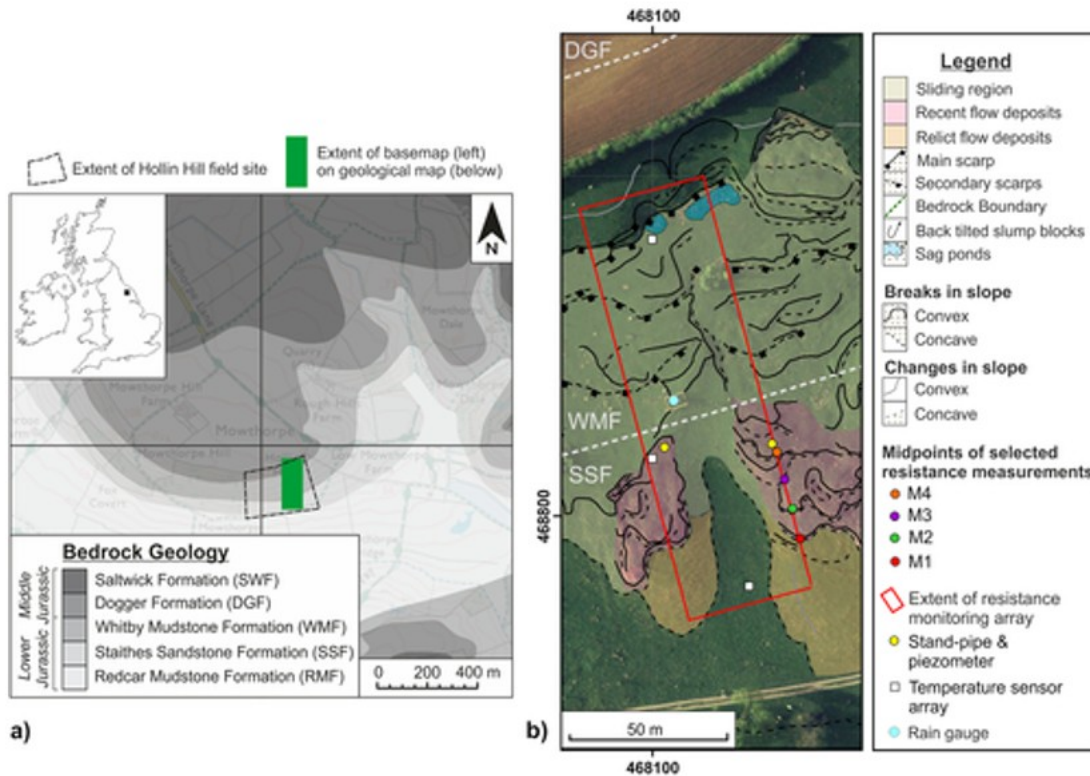 Extent of Hollin Hill field site
Extent of basemap (left)
on geological map (below)
N
Mowthorpe
Dale
Quarry
Mowthorpe Hill
Farm
Mowthorpe
Farm
Bedrock Geology
Middle
Jurassic
Lower
Jurassic
Saltwick Formation (SWF)
Dogger Formation (DGF)
Whitby Mudstone Formation (WMF)
Staithes Sandstone Formation (SSF)
Redcar Mudstone Formation (RMF)
0 200 400 m
a)
468100
DGF
WMF
SSF
468800
50 m
b)
468100
Legend
Sliding region
Recent flow deposits
Relict flow deposits
Main scarp
Secondary scarps
Bedrock Boundary
Back tilted slump blocks
Sag ponds
Breaks in slope
Convex
Concave
Changes in slope
Convex
Concave
Midpoints of selected
resistance measurements
M4
M3
M2
M1
Extent of resistance
monitoring array
Stand-pipe &
piezometer
Temperature sensor
array
Rain gauge